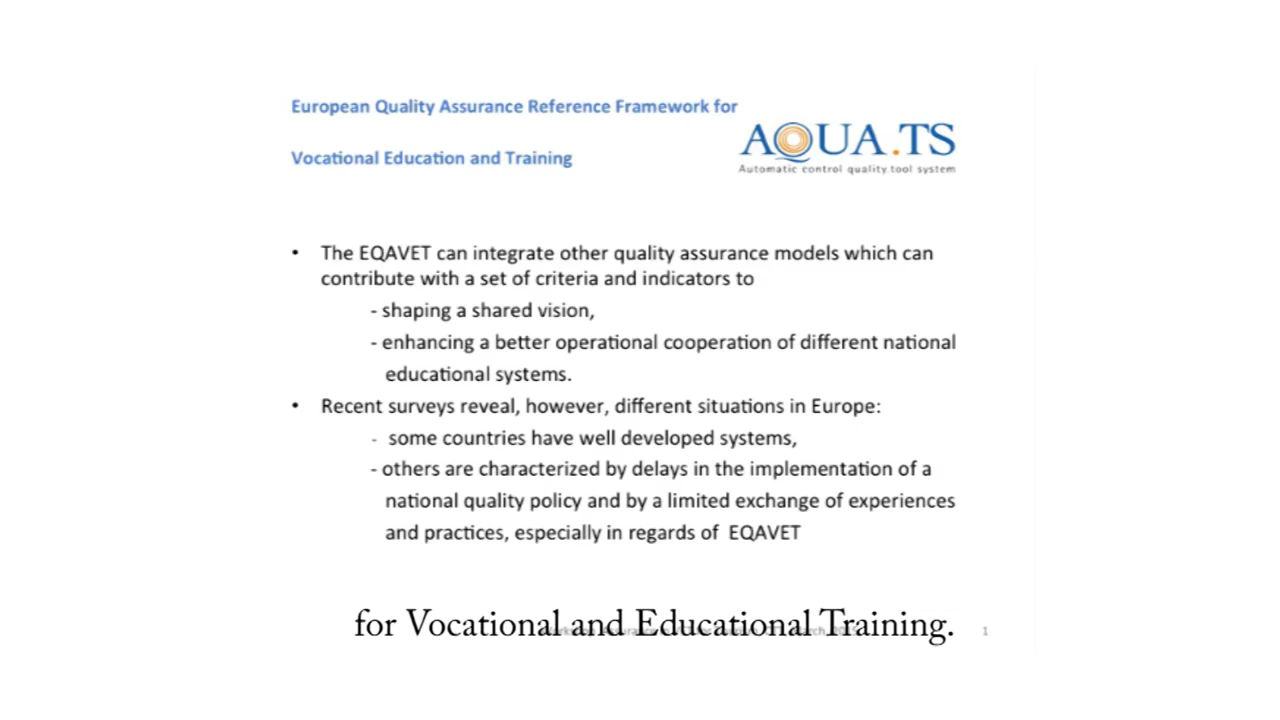 European Quality Assurance Reference Framework for
Vocational Education and Training
AQUA.TS
Automatic control quality tool system
• The EQAVET can integrate other quality assurance models which can
contribute with a set of criteria and indicators to
- shaping a shared vision,
- enhancing a better operational cooperation of different national
educational systems.
• Recent surveys reveal, however, different situations in Europe:
- some countries have well developed systems,
- others are characterized by delays in the implementation of a
national quality policy and by a limited exchange of experiences
and practices, especially in regards of EQAVET
for Vocational and Educational Training.
1